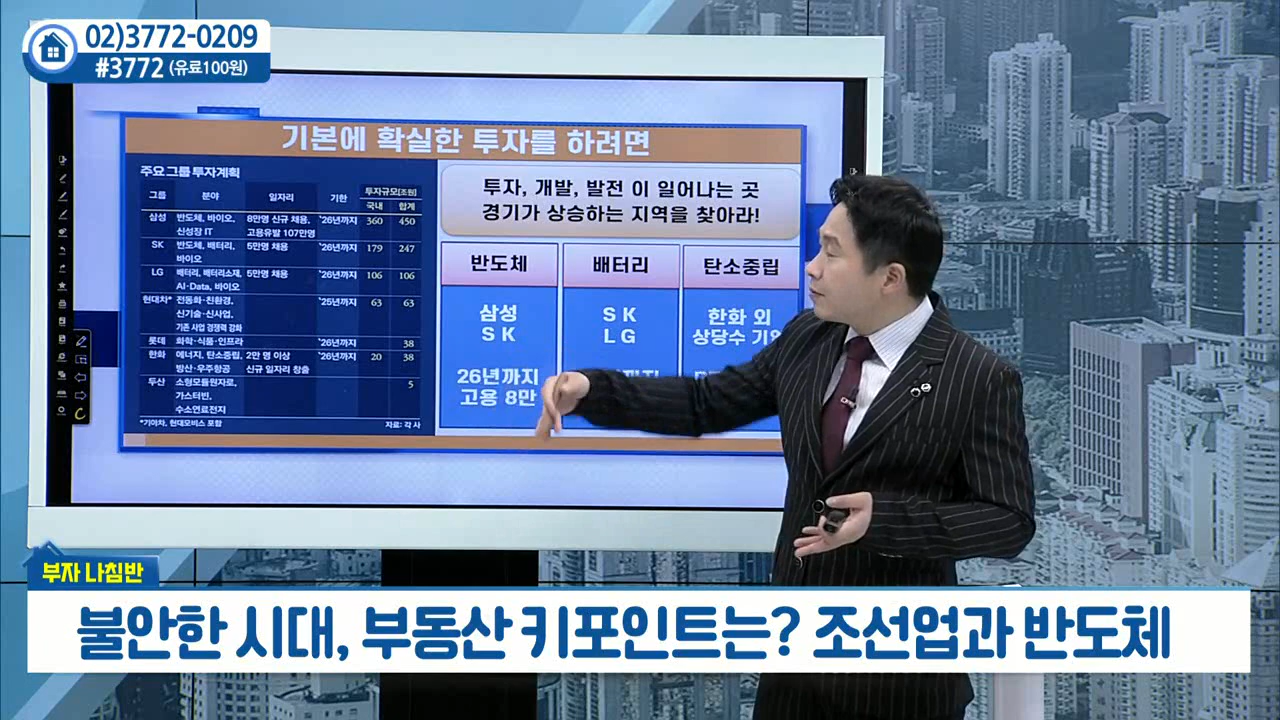 02)3772-0209
#3772 (유료100원)
기본에 확실한 투자를 하려면
주요 그룹 투자계획
그룹 분야 일자리 기한 투자규모[조원]
국내 합계
삼성 반도체, 바이오, 8만명 신규 채용, '26년까지 360 450
신성장 IT 고용유발 107만명
SK 반도체, 배터리, 5만명 채용 '26년까지 179 247
바이오
LG 배터리, 배터리소재, 5만명 채용 '26년까지 106 106
AI·Data, 바이오
현대차* 전동화·친환경, '25년까지 63 63
신기술·신사업,
기존 사업 경쟁력 강화
롯데 화학·식품·인프라 '26년까지 38
한화 에너지, 탄소중립, 2만 명 이상 '26년까지 20 38
방산·우주항공 신규 일자리 창출
두산 소형모듈원자로, 5
가스터빈,
수소연료전지
*기아차, 현대모비스 포함 자료: 각 사
투자, 개발, 발전 이 일어나는 곳
경기가 상승하는 지역을 찾아라!
반도체 배터리 탄소중립
삼성 S K 한화 외
S K L G 상당수
26년까지
고용 8만
부자 나침반
불안한 시대, 부동산 키포인트는? 조선업과 반도체